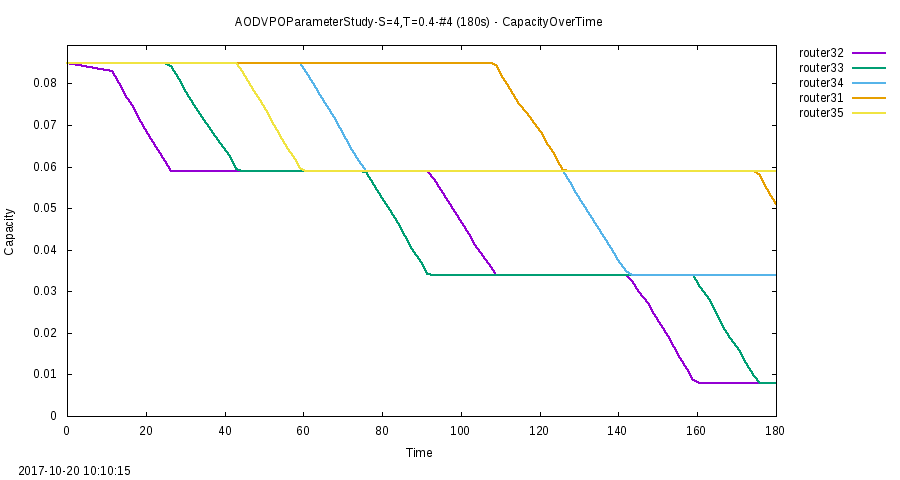 AODVPOParameterStudy-S=4,T=0.4-#4 (180s) - CapacityOverTime
router32
router33
router34
router31
router35
0.08
0.07
0.06
0.05
0.04
0.03
0.02
0.01
0
Capacity
0 20 40 60 80 100 120 140 160 180
Time
2017-10-20 10:10:15